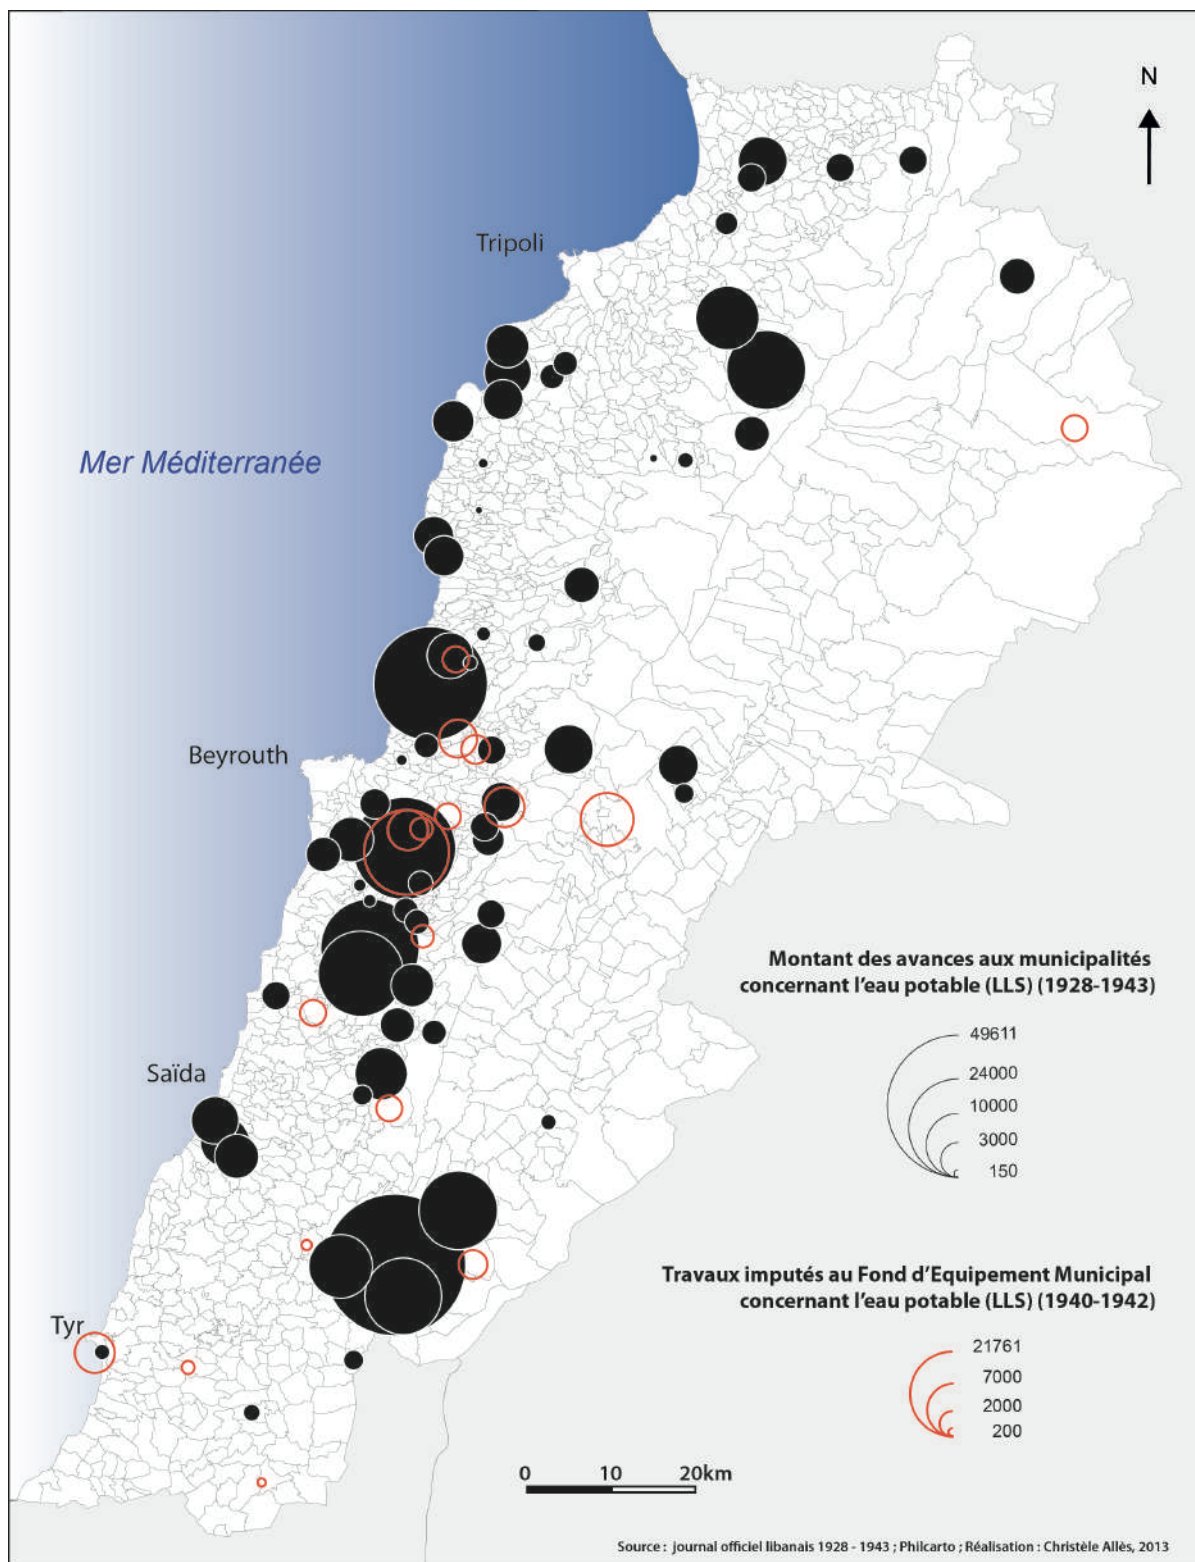 N
Tripoli
Mer Méditerranée
Beyrouth
Saïda
Tyr
Montant des avances aux municipalités
concernant l'eau potable (LLS) (1928-1943)
49611
24000
10000
3000
150
Travaux imputés au Fond d'Equipement Municipal
concernant l'eau potable (LLS) (1940-1942)
21761
7000
2000
200
0 10 20km
Source : journal officiel libanais 1928 - 1943 ; Philcarto ; Réalisation : Christèle Allès, 2013